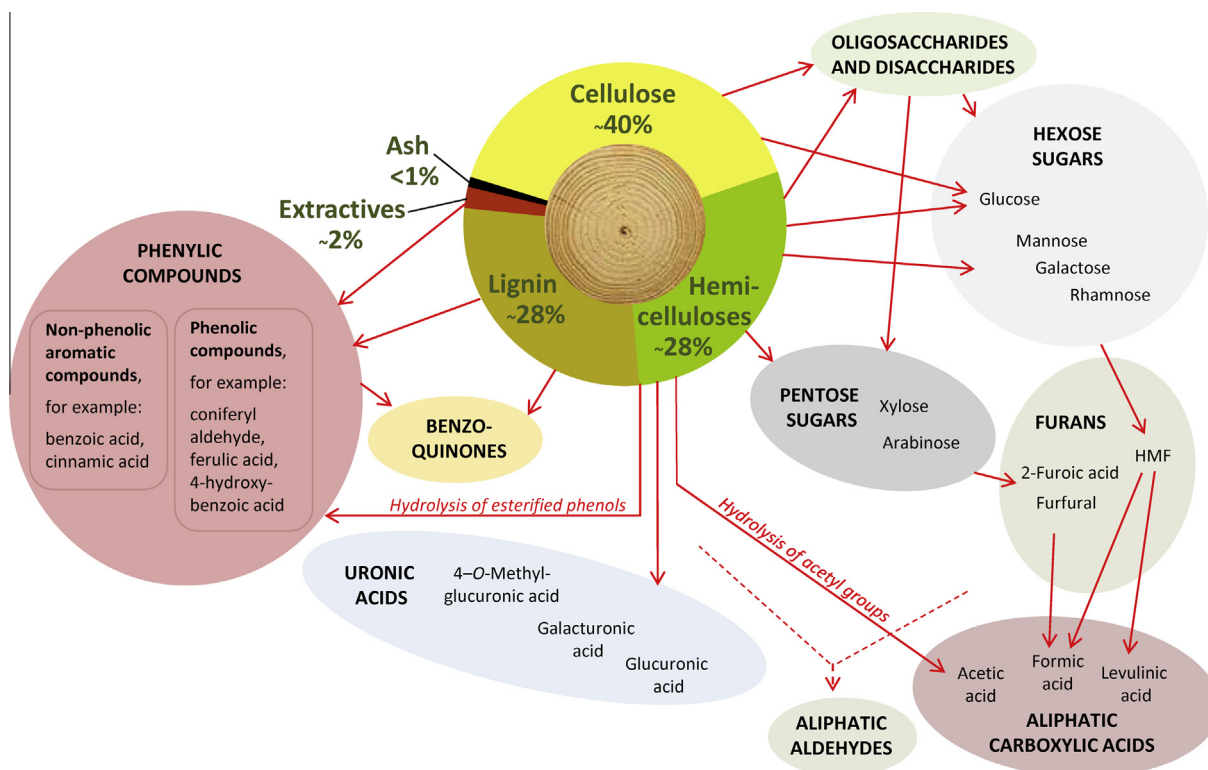 OLIGOSACCHARIDES
AND DISACCHARIDES
Cellulose
~40%
Ash
<1%
Extractives
~2%
Lignin
~28%
Hemi-
celluloses
~28%
HEXOSE
SUGARS
Glucose
Mannose
Galactose
Rhamnose
PHENYLIC
COMPOUNDS
Non-phenolic
aromatic
compounds,
for example:
benzoic acid,
cinnamic acid
Phenolic
compounds,
for example:
coniferyl
aldehyde,
ferulic acid,
4-hydroxy-
benzoic acid
BENZO-
QUINONES
PENTOSE
SUGARS
Xylose
Arabinose
FURANS
HMF
2-Furoic acid
Furfural
Hydrolysis of esterified phenols
Hydrolysis of acetyl groups
URONIC
ACIDS
4–O-Methyl-
glucuronic acid
Galacturonic
acid
Glucuronic
acid
ALIPHATIC
ALDEHYDES
Acetic
acid
Formic
acid
Levulinic
acid
ALIPHATIC
CARBOXYLIC ACIDS